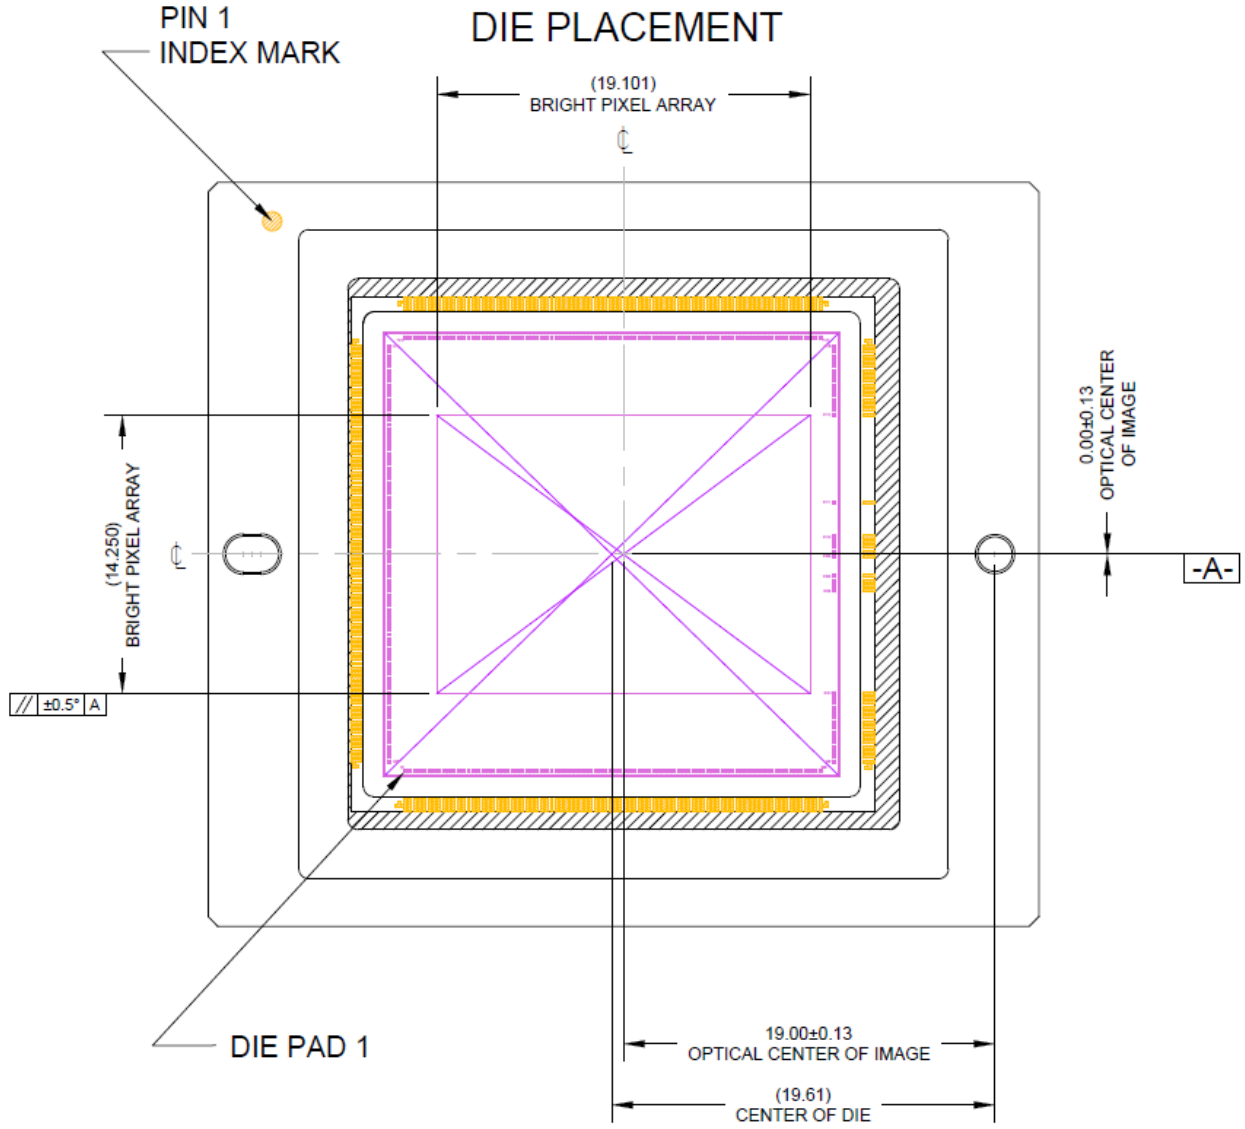 PIN 1
INDEX MARK
DIE PLACEMENT
(19.101)
BRIGHT PIXEL ARRAY
℄
0.00±0.13
OPTICAL CENTER
OF IMAGE
(14.250)
BRIGHT PIXEL ARRAY
℄
-A-
// ±0.5° A
DIE PAD 1
19.00±0.13
OPTICAL CENTER OF IMAGE
(19.61)
CENTER OF DIE